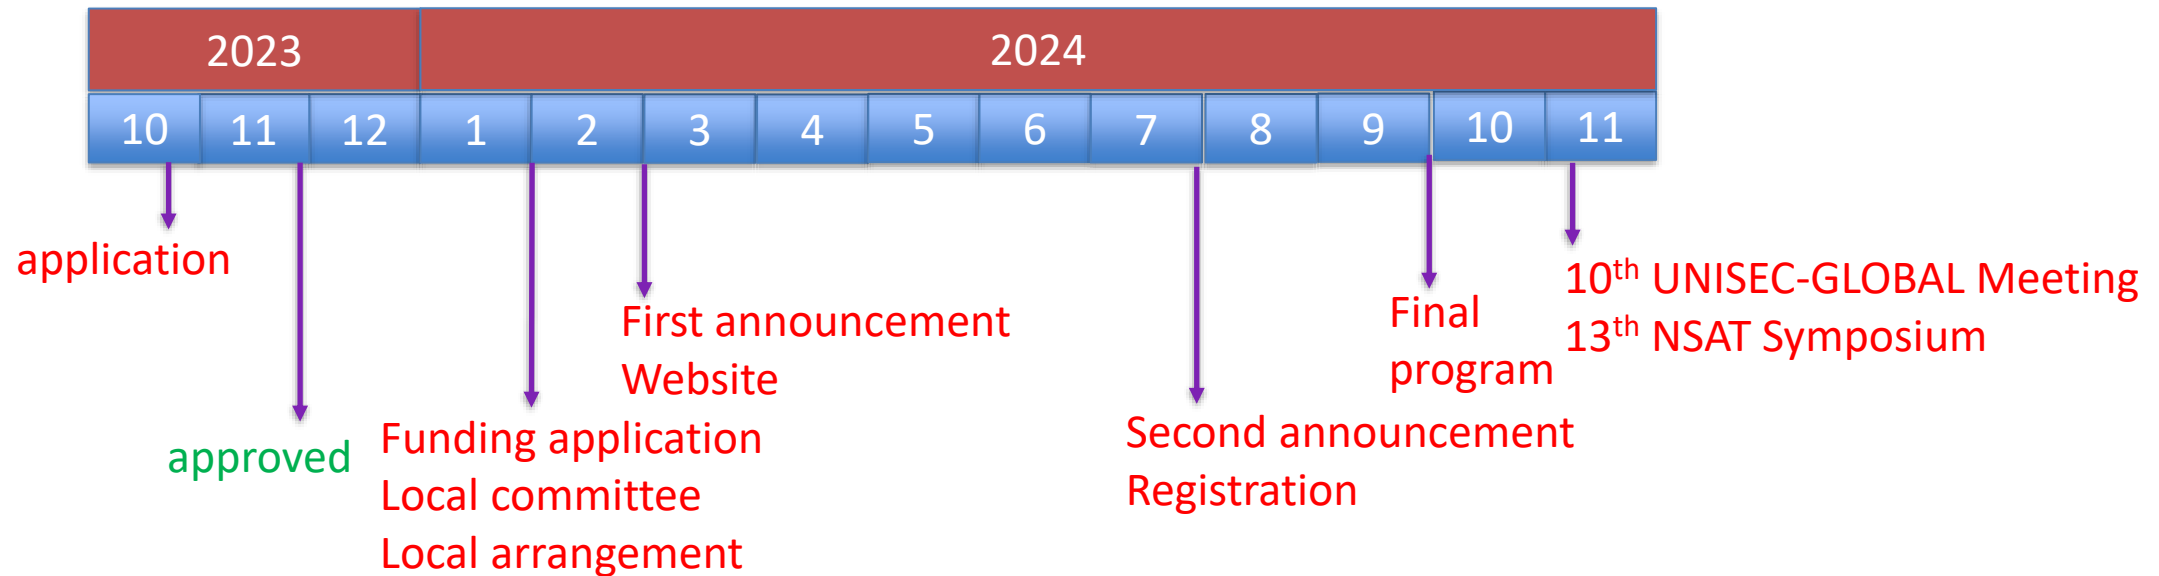 2023 2024
10 11 12 1 2 3 4 5 6 7 8 9 10 11
application
approved
Funding application
Local committee
Local arrangement
First announcement
Website
Second announcement
Registration
Final
program
10th UNISEC-GLOBAL Meeting
13th NSAT Symposium